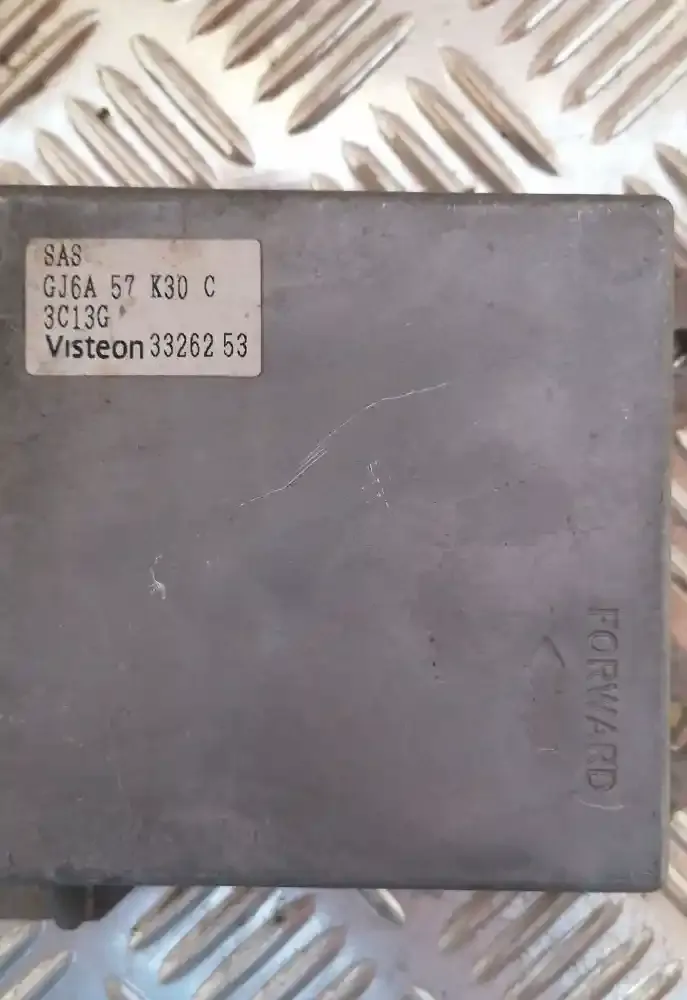 SAS
GJ6A 57 K30 C
3C13G
Visteon 33262 53
FORWARD